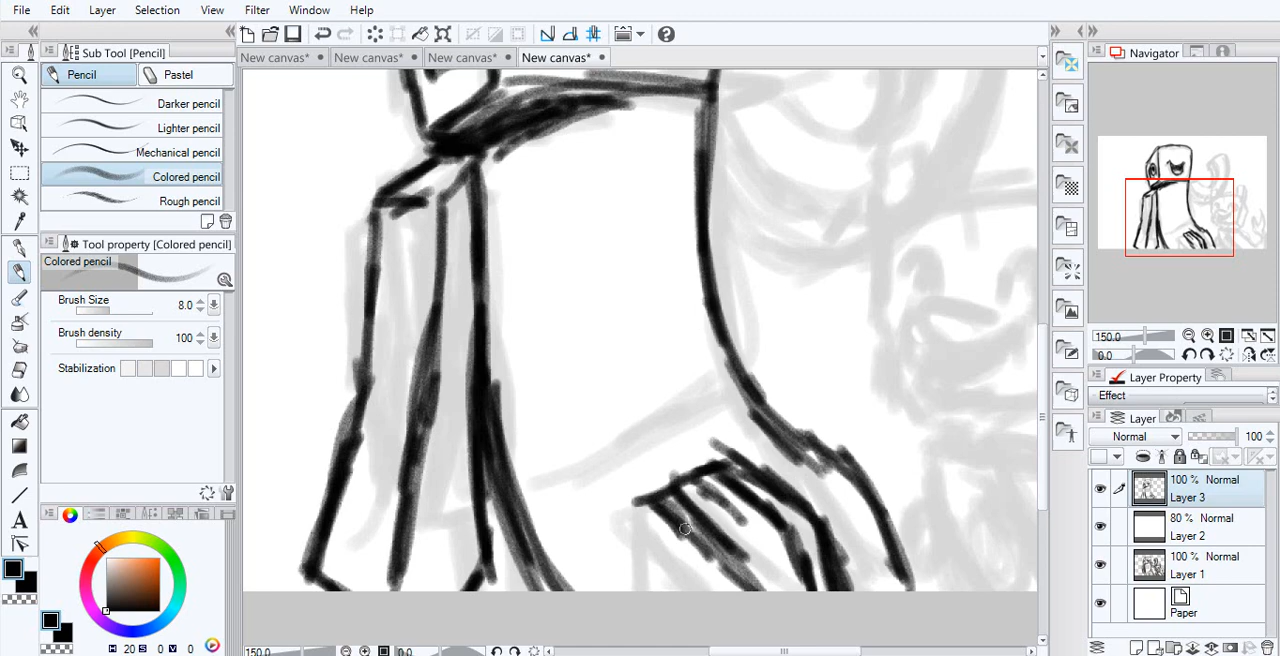 File Edit Layer Selection View Filter Window Help
Sub Tool [Pencil]
New canvas* New canvas* New canvas* New canvas*
Navigator
Pencil Pastel
Darker pencil
Lighter pencil
Mechanical pencil
Colored pencil
Rough pencil
Tool property [Colored pencil]
Colored pencil
Brush Size 8.0
Brush density 100
Stabilization
150.0
0.0
Layer Property
Effect
Layer
Normal 100
100 % Normal
Layer 3
80 % Normal
Layer 2
100 % Normal
Layer 1
Paper
H 20 S 0 V 0
150.0 0.0